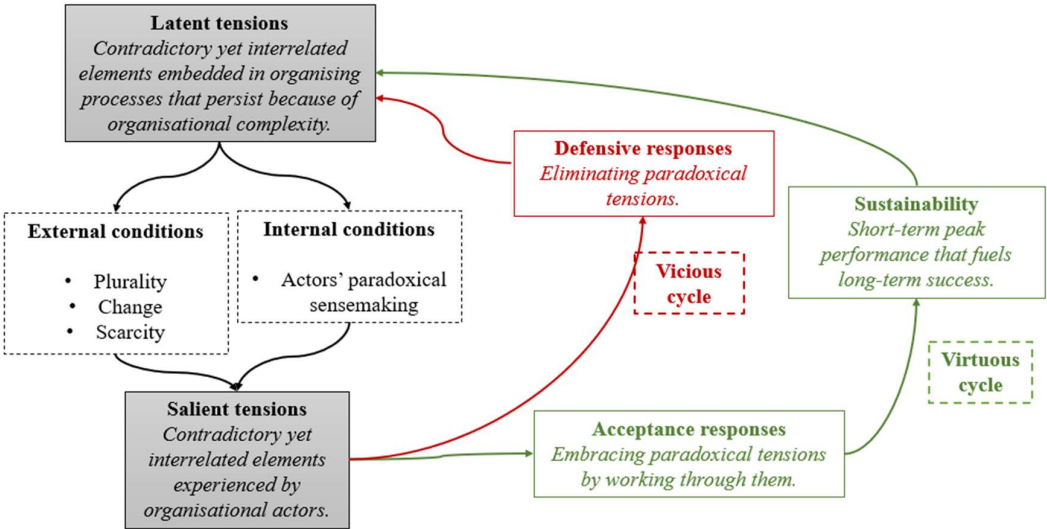 Latent tensions
Contradictory yet interrelated
elements embedded in organising
processes that persist because of
organisational complexity.
Defensive responses
Eliminating paradoxical
tensions.
Sustainability
Short-term peak
performance that fuels
long-term success.
External conditions
• Plurality
• Change
• Scarcity
Internal conditions
• Actors’ paradoxical
sensemaking
Vicious
cycle
Virtuous
cycle
Salient tensions
Contradictory yet
interrelated elements
experienced by
organisational actors.
Acceptance responses
Embracing paradoxical tensions
by working through them.